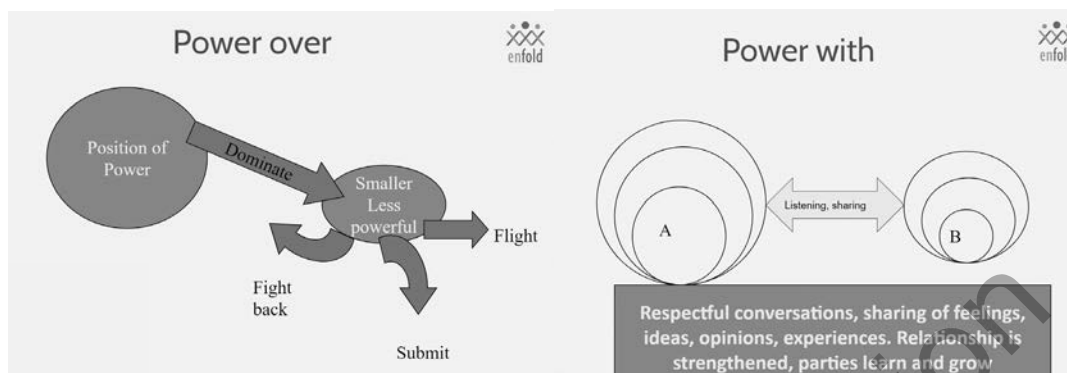 Power over
enfold
Position of
Power
Dominate
Smaller
Less
powerful
Flight
Fight
back
Submit
Power with
enfold
A
Listening, sharing
B
Respectful conversations, sharing of feelings,
ideas, opinions, experiences. Relationship is
strengthened, parties learn and grow